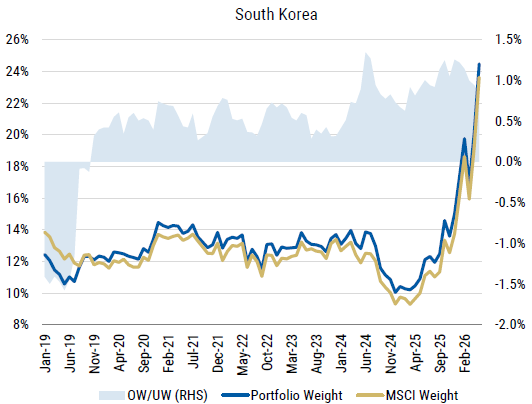 South Korea
26%
24%
22%
20%
18%
16%
14%
12%
10%
8%
1.5%
1.0%
0.5%
0.0%
-0.5%
-1.0%
-1.5%
-2.0%
Jan-19
Jun-19
Nov-19
Apr-20
Sep-20
Feb-21
Jul-21
Dec-21
May-22
Oct-22
Mar-23
Aug-23
Jan-24
Jun-24
Nov-24
Apr-25
Sep-25
Feb-26
OW/UW (RHS) Portfolio Weight MSCI Weight